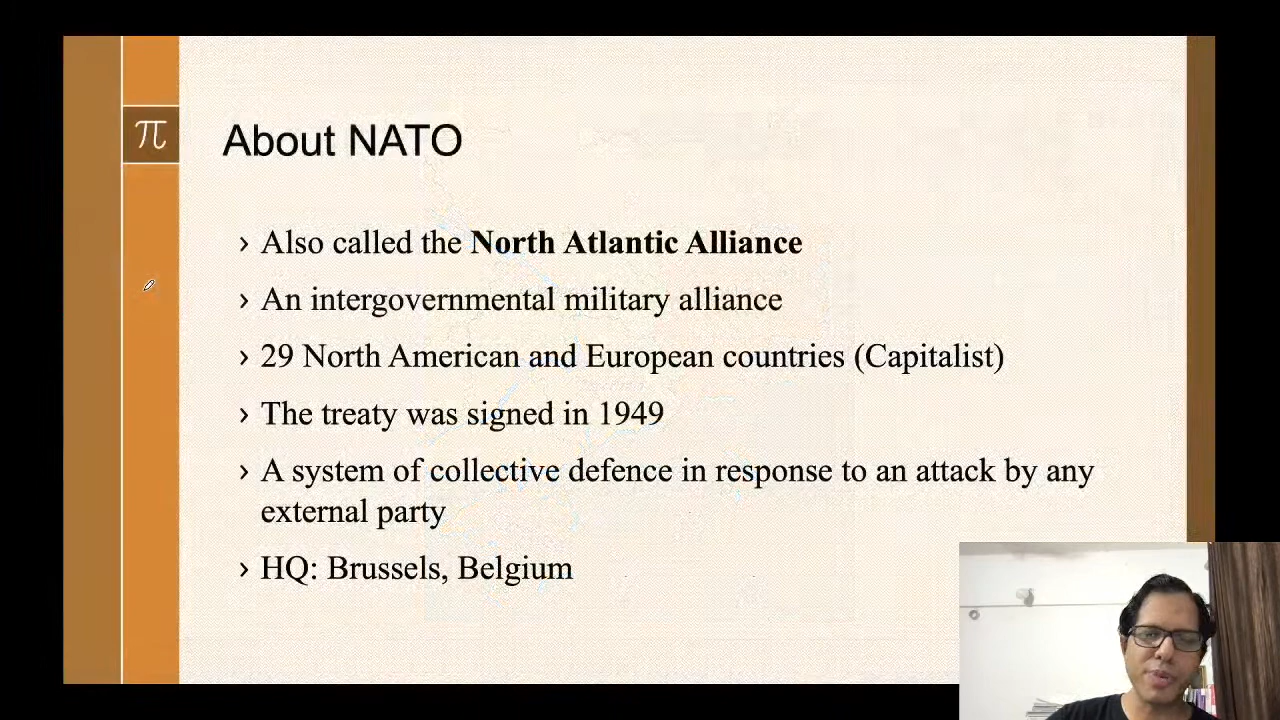 π
About NATO
› Also called the North Atlantic Alliance
› An intergovernmental military alliance
› 29 North American and European countries (Capitalist)
› The treaty was signed in 1949
› A system of collective defence in response to an attack by any
external party
› HQ: Brussels, Belgium